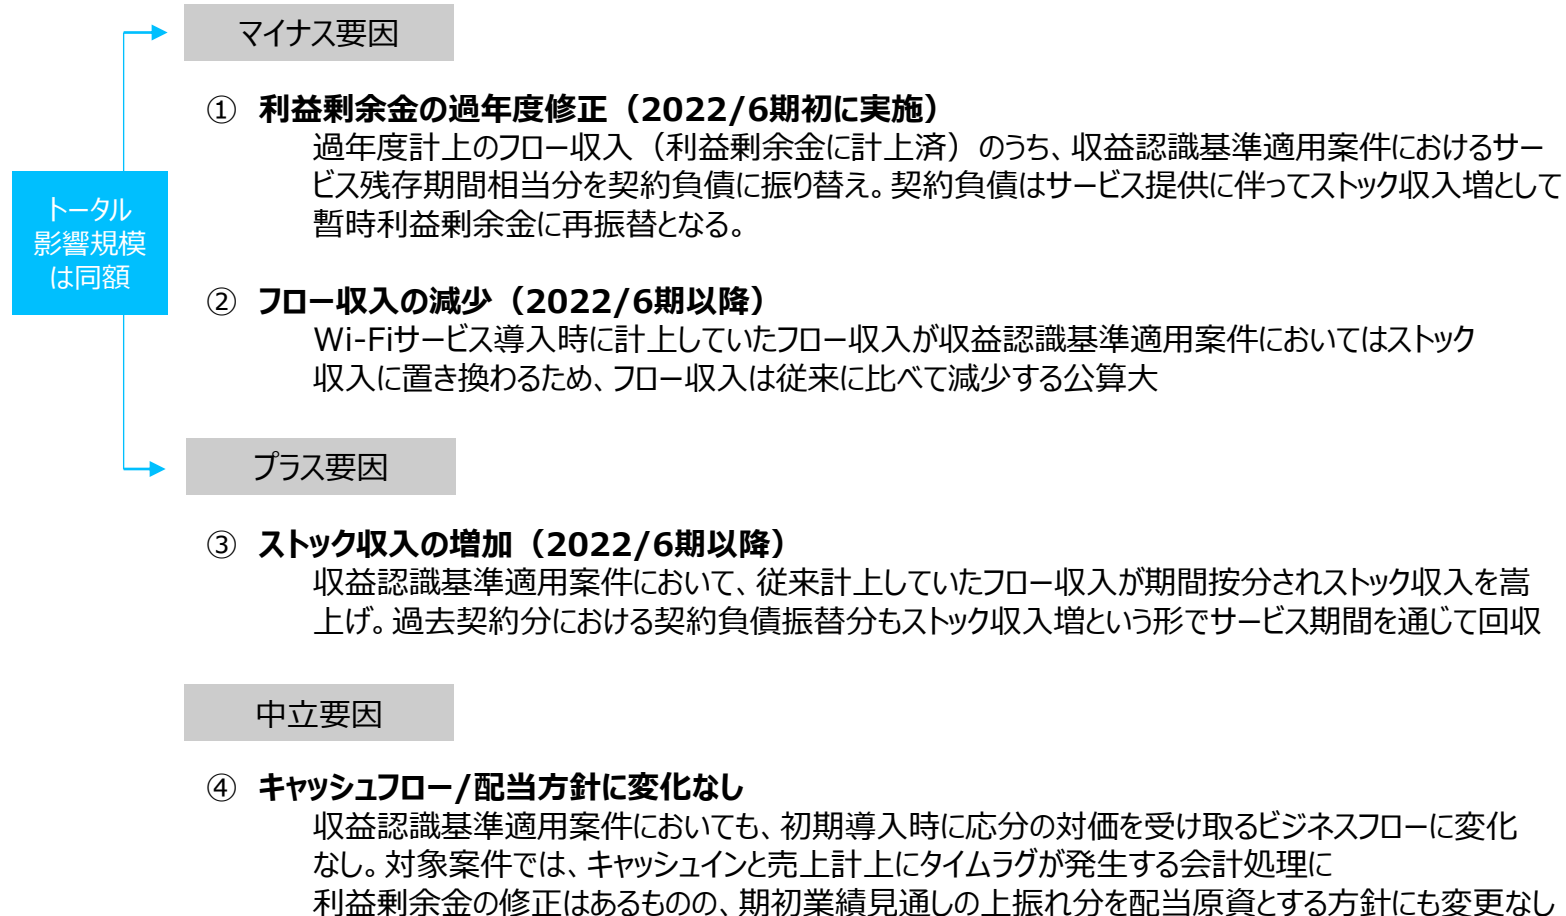 マイナス要因
① 利益剰余金の過年度修正（2022/6期初に実施）
過年度計上のフロー収入（利益剰余金に計上済）のうち、収益認識基準適用案件におけるサー
ビス残存期間相当分を契約負債に振り替え。契約負債はサービス提供に伴ってストック収入増として
暫時利益剰余金に再振替となる。
トータル
影響規模
は同額
② フロー収入の減少（2022/6期以降）
Wi-Fiサービス導入時に計上していたフロー収入が収益認識基準適用案件においてはストック
収入に置き換わるため、フロー収入は従来に比べて減少する公算大
プラス要因
③ ストック収入の増加（2022/6期以降）
収益認識基準適用案件において、従来計上していたフロー収入が期間按分されストック収入を嵩
上げ。過去契約分における契約負債振替分もストック収入増という形でサービス期間を通じて回収
中立要因
④ キャッシュフロー/配当方針に変化なし
収益認識基準適用案件においても、初期導入時に応分の対価を受け取るビジネスフローに変化
なし。対象案件では、キャッシュインと売上計上にタイムラグが発生する会計処理に
利益剰余金の修正はあるものの、期初業績見通しの上振れ分を配当原資とする方針にも変更なし